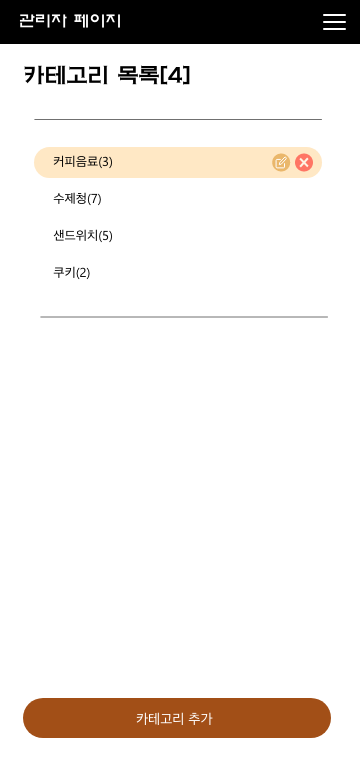 관리자 페이지
카테고리 목록[4]
커피음료(3)
수제청(7)
샌드위치(5)
쿠키(2)
카테고리 추가